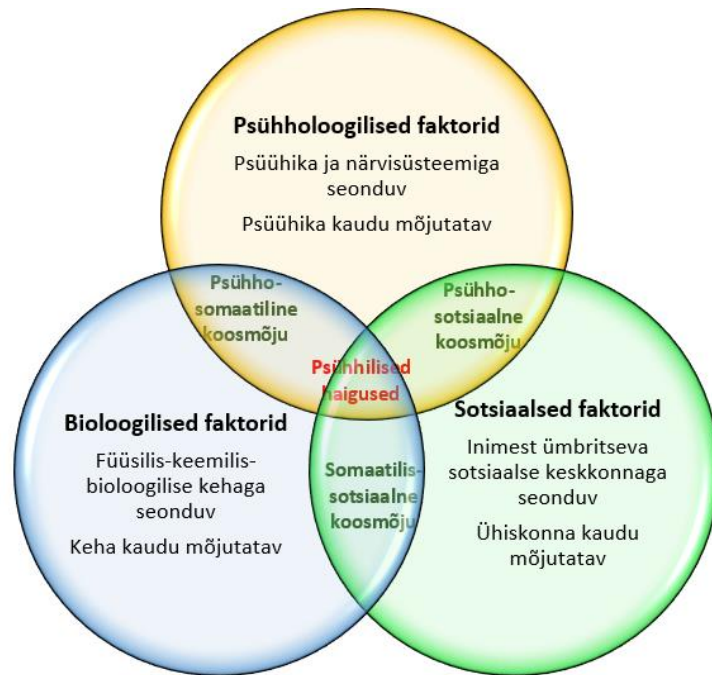 Psühholoogilised faktorid
Psüühika ja närvisüsteemiga
seonduv
Psüühika kaudu mõjutatav
Psühho-
somaatiline
koosmõju
Psühho-
sotsiaalne
koosmõju
Psühhilised
haigused
Bioloogilised faktorid
Füüsilis-keemilis-
bioloogilise kehaga
seonduv
Keha kaudu mõjutatav
Somaatilis-
sotsiaalne
koosmõju
Sotsiaalsed faktorid
Inimest ümbritseva
sotsiaalse keskkonnaga
seonduv
Ühiskonna kaudu
mõjutatav